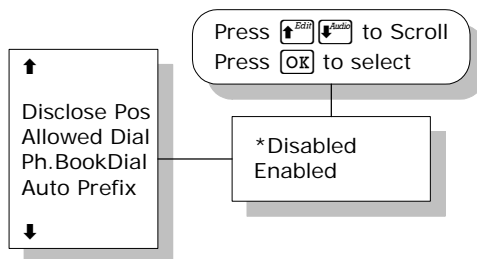 Press ⬆Edit ⬇Audio to Scroll
Press OK to select
⬆
Disclose Pos
Allowed Dial
Ph.BookDial
Auto Prefix
⬇
*Disabled
Enabled